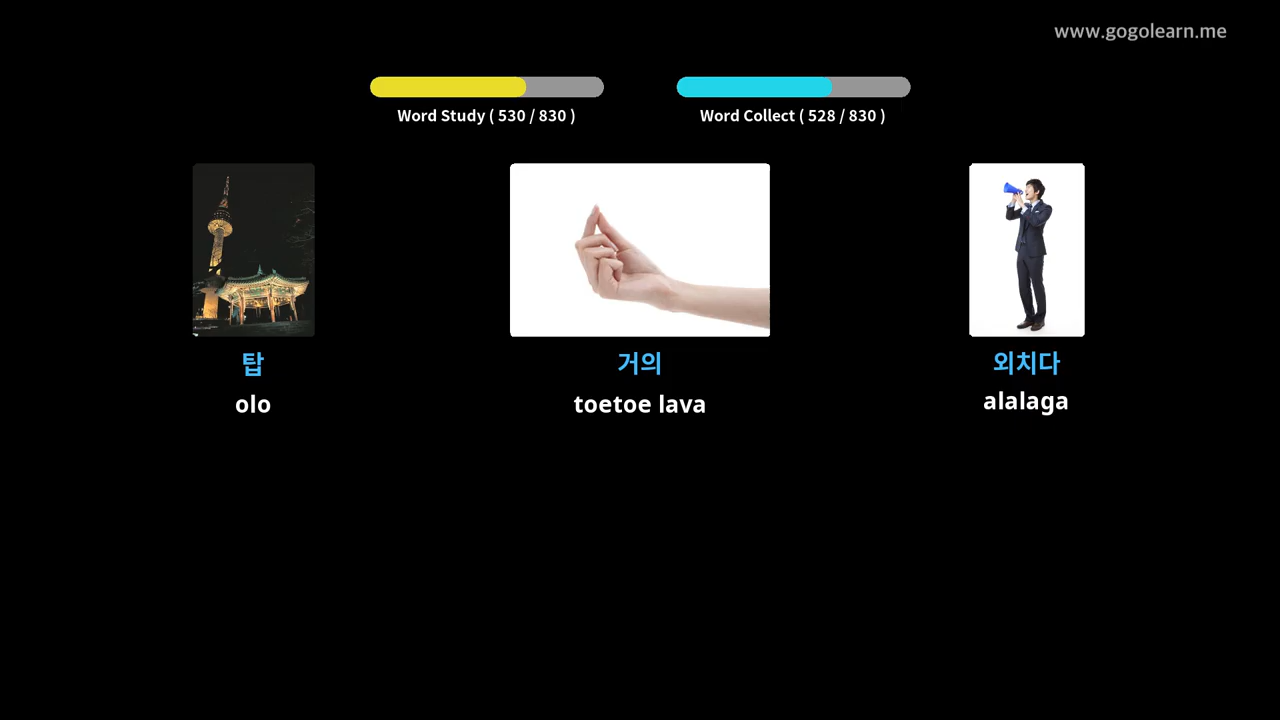 www.gogolearn.me
Word Study ( 530 / 830 )
Word Collect ( 528 / 830 )
탑
거의
외치다
olo
toetoe lava
alalaga